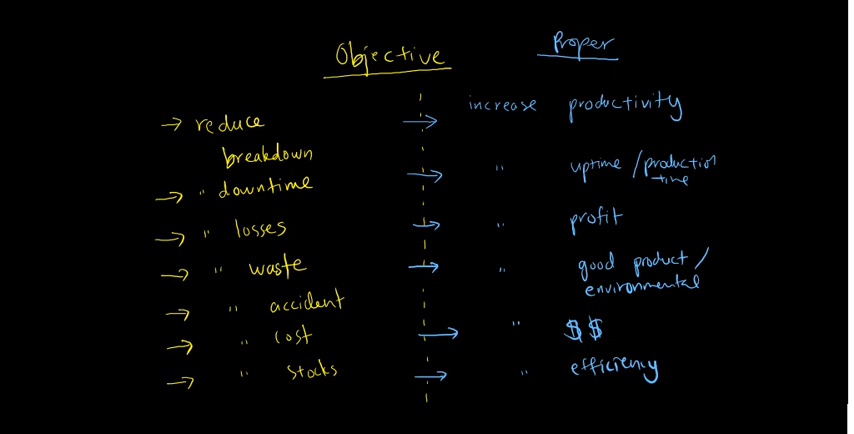 Objective Proper
→ reduce → increase productivity
breakdown
→ " downtime → " uptime / production time
→ " losses → " profit
→ " waste → " good product / environmental
→ " accident
→ " cost → " $$
→ " stocks → " efficiency